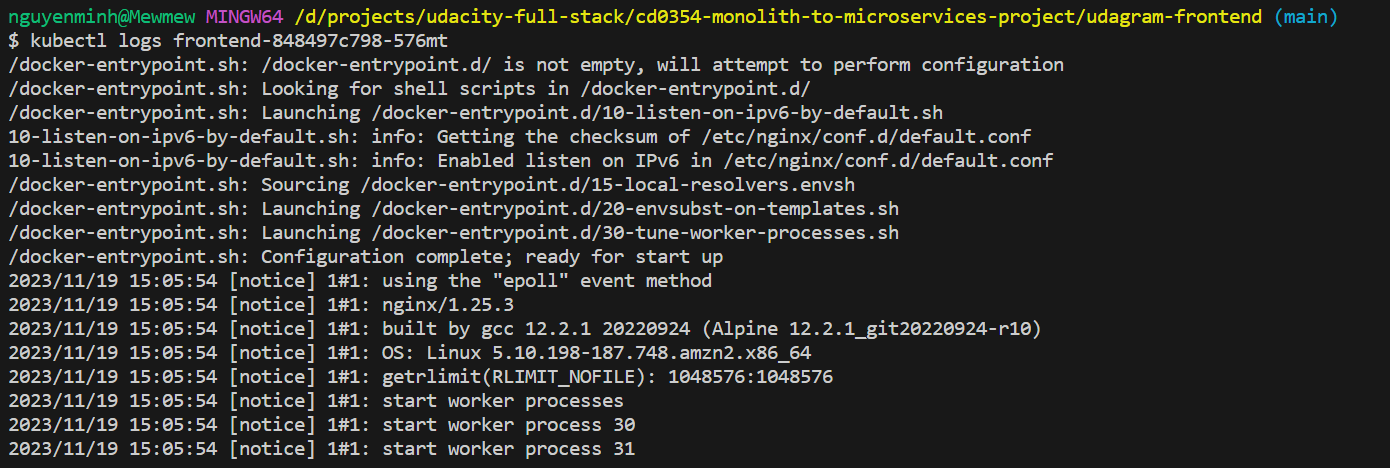 nguyenminh@Mewmew MINGW64 /d/projects/udacity-full-stack/cd0354-monolith-to-microservices-project/udagram-frontend (main)
$ kubectl logs frontend-848497c798-576mt
/docker-entrypoint.sh: /docker-entrypoint.d/ is not empty, will attempt to perform configuration
/docker-entrypoint.sh: Looking for shell scripts in /docker-entrypoint.d/
/docker-entrypoint.sh: Launching /docker-entrypoint.d/10-listen-on-ipv6-by-default.sh
10-listen-on-ipv6-by-default.sh: info: Getting the checksum of /etc/nginx/conf.d/default.conf
10-listen-on-ipv6-by-default.sh: info: Enabled listen on IPv6 in /etc/nginx/conf.d/default.conf
/docker-entrypoint.sh: Sourcing /docker-entrypoint.d/15-local-resolvers.envsh
/docker-entrypoint.sh: Launching /docker-entrypoint.d/20-envsubst-on-templates.sh
/docker-entrypoint.sh: Launching /docker-entrypoint.d/30-tune-worker-processes.sh
/docker-entrypoint.sh: Configuration complete; ready for start up
2023/11/19 15:05:54 [notice] 1#1: using the "epoll" event method
2023/11/19 15:05:54 [notice] 1#1: nginx/1.25.3
2023/11/19 15:05:54 [notice] 1#1: built by gcc 12.2.1 20220924 (Alpine 12.2.1_git20220924-r10)
2023/11/19 15:05:54 [notice] 1#1: OS: Linux 5.10.198-187.748.amzn2.x86_64
2023/11/19 15:05:54 [notice] 1#1: getrlimit(RLIMIT_NOFILE): 1048576:1048576
2023/11/19 15:05:54 [notice] 1#1: start worker processes
2023/11/19 15:05:54 [notice] 1#1: start worker process 30
2023/11/19 15:05:54 [notice] 1#1: start worker process 31